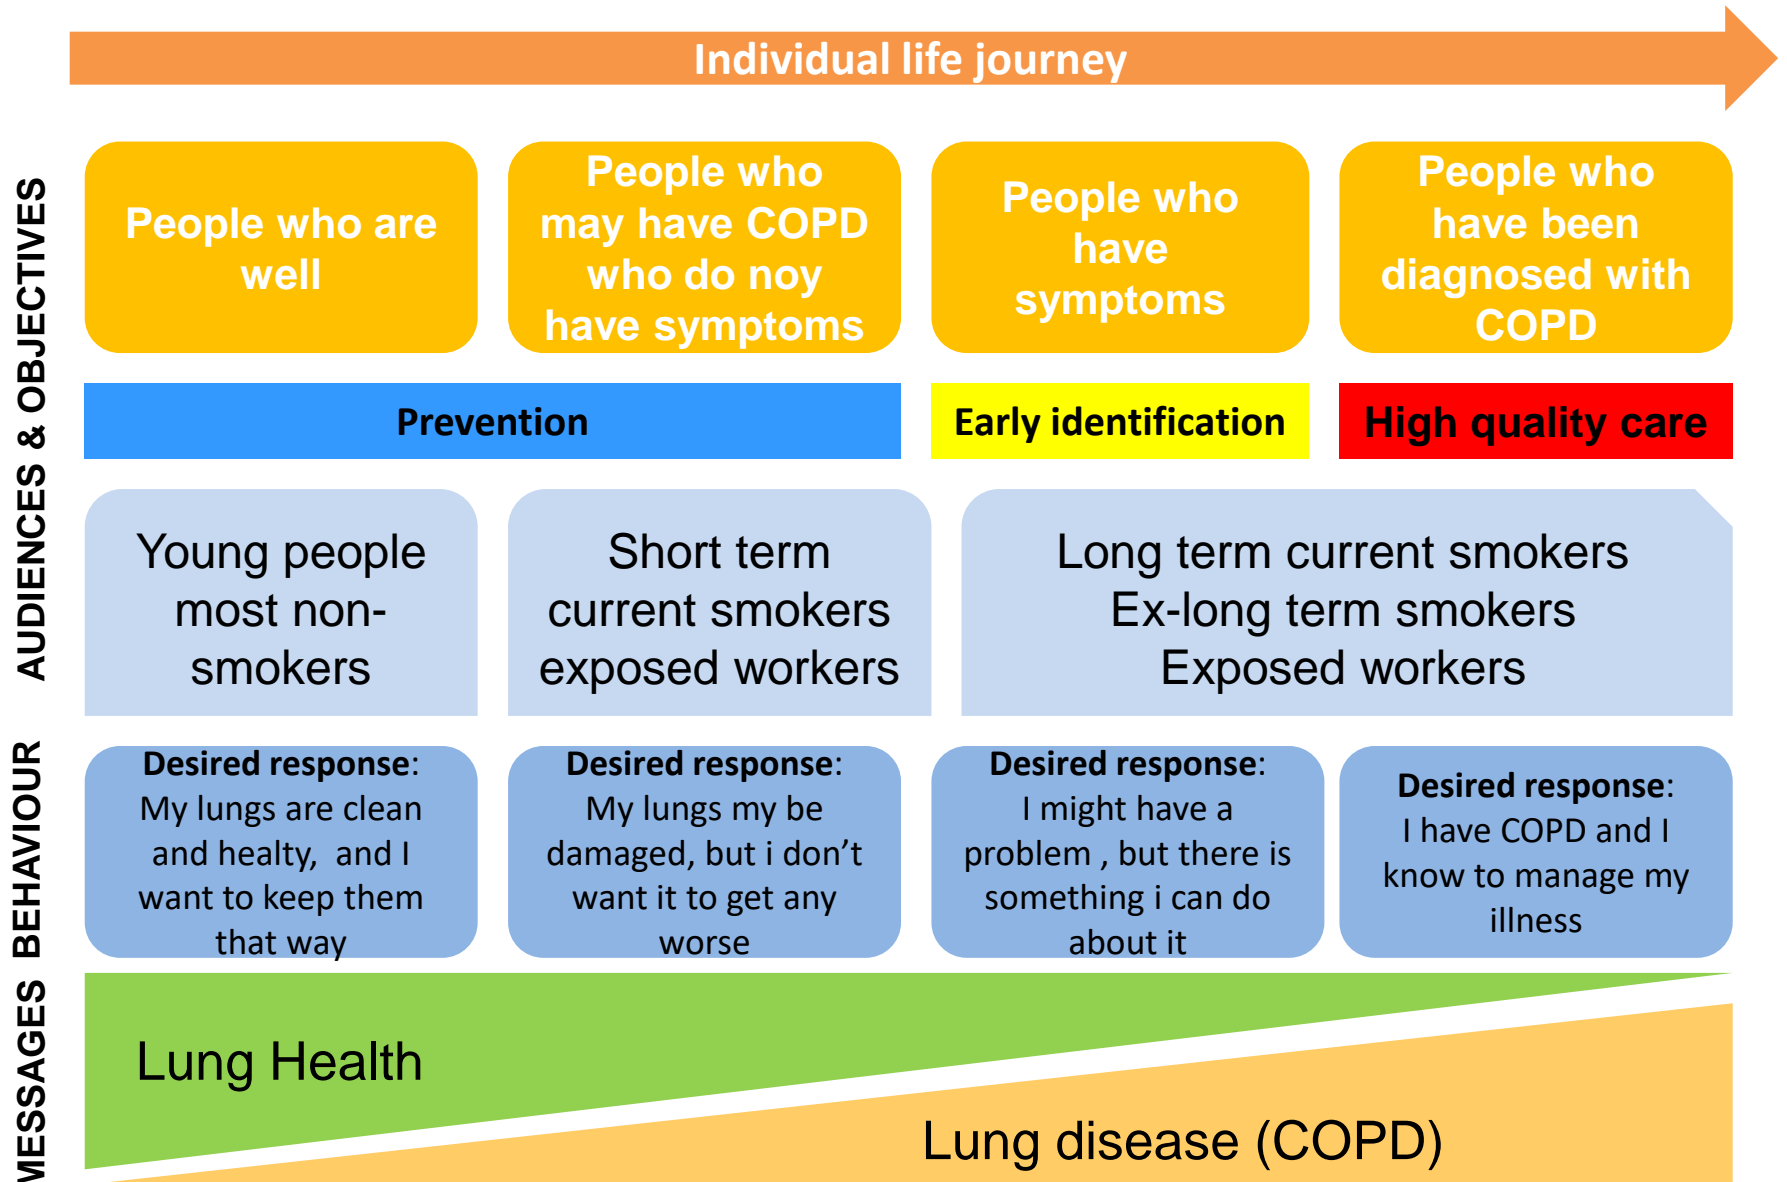 Individual life journey
AUDIENCES & OBJECTIVES
People who are
well
People who
may have COPD
who do noy
have symptoms
People who
have
symptoms
People who
have been
diagnosed with
COPD
Prevention
Early identification
High quality care
Young people
most non-
smokers
Short term
current smokers
exposed workers
Long term current smokers
Ex-long term smokers
Exposed workers
BEHAVIOUR
Desired response:
My lungs are clean
and healty, and I
want to keep them
that way
Desired response:
My lungs my be
damaged, but i don’t
want it to get any
worse
Desired response:
I might have a
problem , but there is
something i can do
about it
Desired response:
I have COPD and I
know to manage my
illness
MESSAGES
Lung Health
Lung disease (COPD)